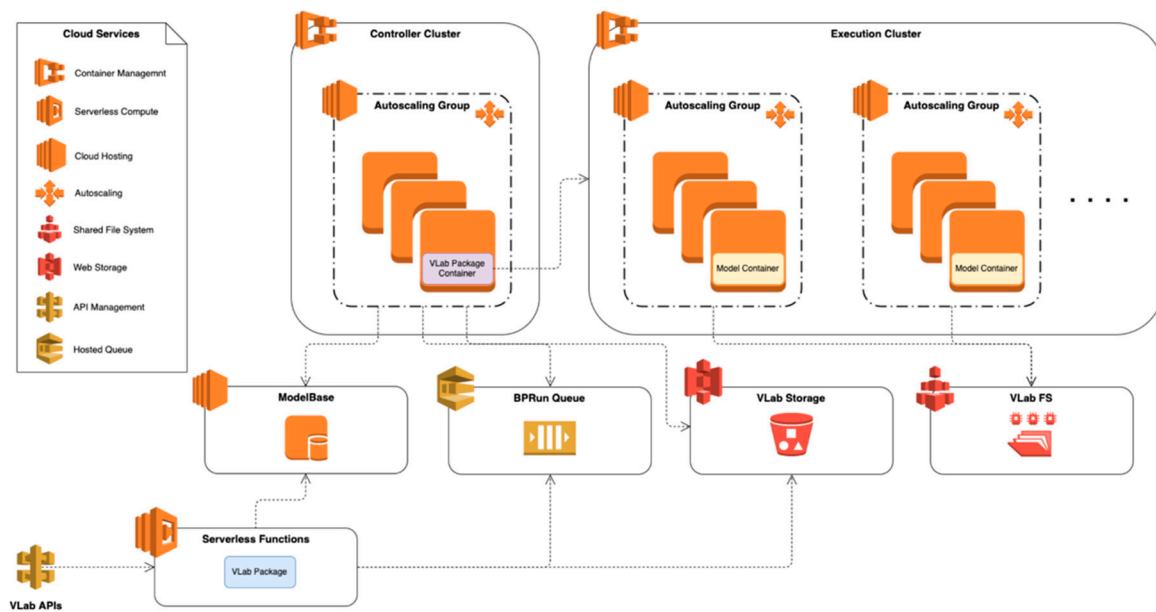 Cloud Services
Container Managemnt
Serverless Compute
Cloud Hosting
Autoscaling
Shared File System
Web Storage
API Management
Hosted Queue
Controller Cluster
Autoscaling Group
VLab Package
Container
Execution Cluster
Autoscaling Group
Model Container
Autoscaling Group
Model Container
. . . .
ModelBase
BPRun Queue
VLab Storage
VLab FS
Serverless Functions
VLab Package
VLab APIs